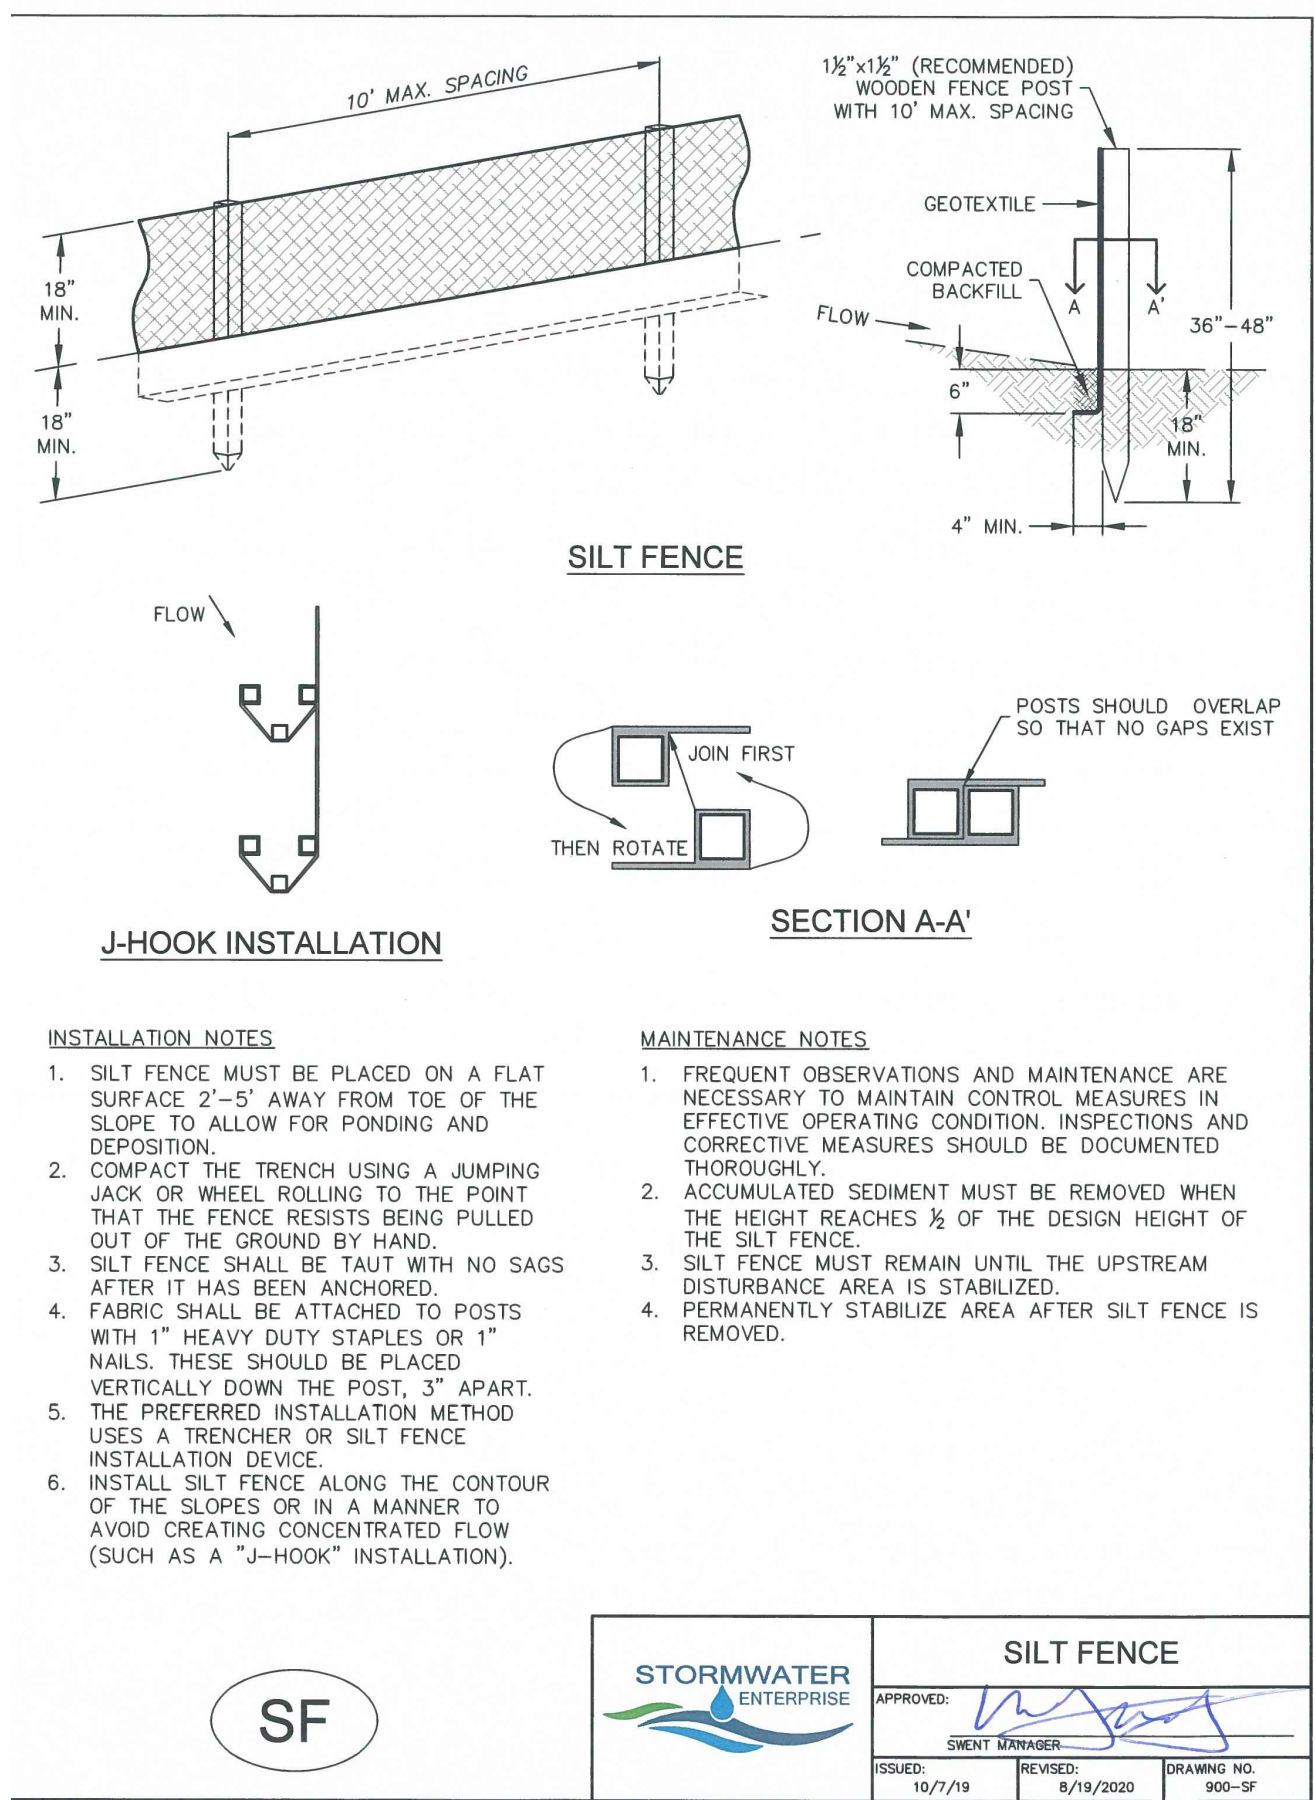 10' MAX. SPACING
18"
MIN.
18"
MIN.
1½"x1½" (RECOMMENDED)
WOODEN FENCE POST
WITH 10' MAX. SPACING
GEOTEXTILE
COMPACTED
BACKFILL
FLOW
A
A'
36"-48"
6"
18"
MIN.
4" MIN.
SILT FENCE
FLOW
J-HOOK INSTALLATION
JOIN FIRST
THEN ROTATE
POSTS SHOULD OVERLAP
SO THAT NO GAPS EXIST
SECTION A-A'
INSTALLATION NOTES
1. SILT FENCE MUST BE PLACED ON A FLAT
SURFACE 2'-5' AWAY FROM TOE OF THE
SLOPE TO ALLOW FOR PONDING AND
DEPOSITION.
2. COMPACT THE TRENCH USING A JUMPING
JACK OR WHEEL ROLLING TO THE POINT
THAT THE FENCE RESISTS BEING PULLED
OUT OF THE GROUND BY HAND.
3. SILT FENCE SHALL BE TAUT WITH NO SAGS
AFTER IT HAS BEEN ANCHORED.
4. FABRIC SHALL BE ATTACHED TO POSTS
WITH 1" HEAVY DUTY STAPLES OR 1"
NAILS. THESE SHOULD BE PLACED
VERTICALLY DOWN THE POST, 3" APART.
5. THE PREFERRED INSTALLATION METHOD
USES A TRENCHER OR SILT FENCE
INSTALLATION DEVICE.
6. INSTALL SILT FENCE ALONG THE CONTOUR
OF THE SLOPES OR IN A MANNER TO
AVOID CREATING CONCENTRATED FLOW
(SUCH AS A "J-HOOK" INSTALLATION).
MAINTENANCE NOTES
1. FREQUENT OBSERVATIONS AND MAINTENANCE ARE
NECESSARY TO MAINTAIN CONTROL MEASURES IN
EFFECTIVE OPERATING CONDITION. INSPECTIONS AND
CORRECTIVE MEASURES SHOULD BE DOCUMENTED
THOROUGHLY.
2. ACCUMULATED SEDIMENT MUST BE REMOVED WHEN
THE HEIGHT REACHES ½ OF THE DESIGN HEIGHT OF
THE SILT FENCE.
3. SILT FENCE MUST REMAIN UNTIL THE UPSTREAM
DISTURBANCE AREA IS STABILIZED.
4. PERMANENTLY STABILIZE AREA AFTER SILT FENCE IS
REMOVED.
SF
STORMWATER
ENTERPRISE
SILT FENCE
APPROVED:
SWENT MANAGER
ISSUED:
10/7/19
REVISED:
8/19/2020
DRAWING NO.
900-SF